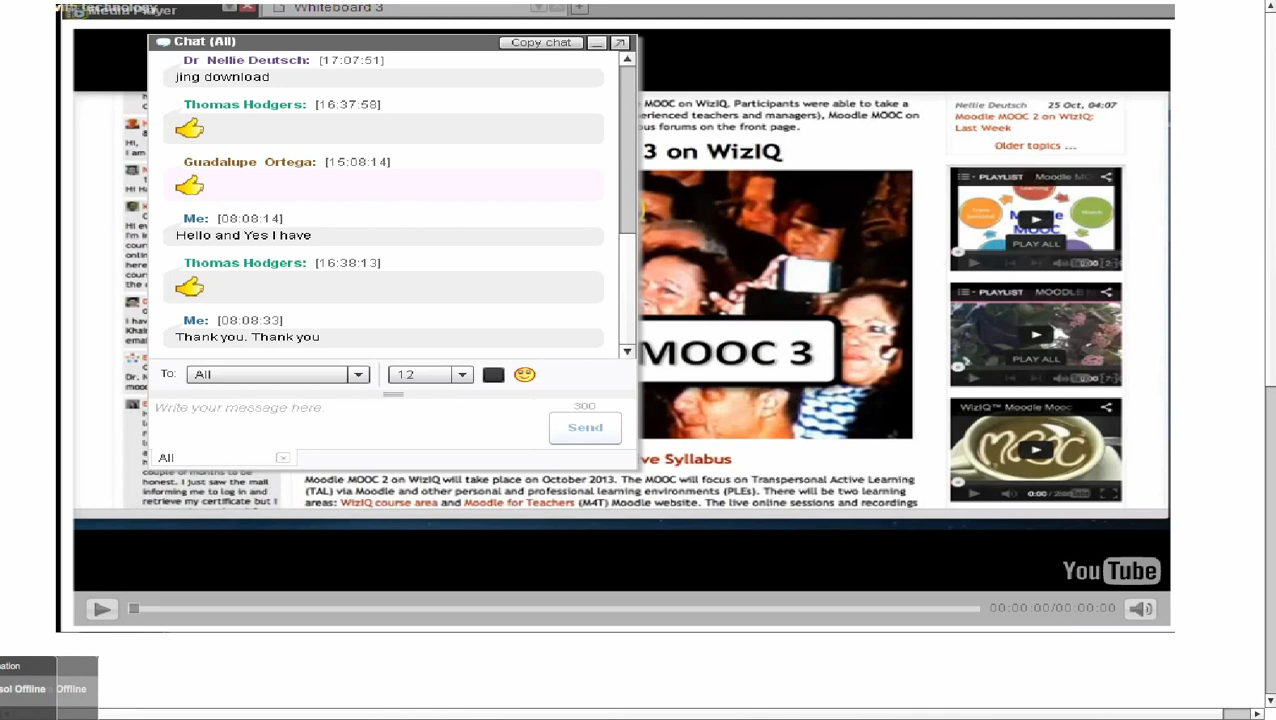 Media Player
Whiteboard 3
Chat (All)
Copy chat
Dr Nellie Deutsch: [17:07:51]
jing download
Thomas Hodgers: [16:37:58]
Guadalupe Ortega: [15:08:14]
Me: [08:08:14]
Hello and Yes I have
Thomas Hodgers: [16:38:13]
Me: [08:08:33]
Thank you. Thank you
To: All 12
Write your message here
300
Send
All
MOOC on WizIQ. Participants were able to take a
erienced teachers and managers), Moodle MOOC on
us forums on the front page.
3 on WizIQ
MOOC 3
ve Syllabus
Moodle MOOC 2 on WizIQ will take place on October 2013. The MOOC will focus on Transpersonal Active Learning
(TAL) via Moodle and other personal and professional learning environments (PLEs). There will be two learning
areas: WizIQ course area and Moodle for Teachers (M4T) Moodle website. The live online sessions and recordings
couple of months to be
honest. I just saw the mail
informing me to log in and
retrieve my certificate but I
Nellie Deutsch 25 Oct, 04:07
Moodle MOOC 2 on WizIQ:
Last Week
Older topics ...
PLAYLIST Moodle
PLAY ALL
PLAYLIST MOODLE
PLAY ALL
WizIQ™ Moodle Mooc
MOOC
0:00
YouTube
00:00:00/00:00:00
ation
sol Offline
Offline